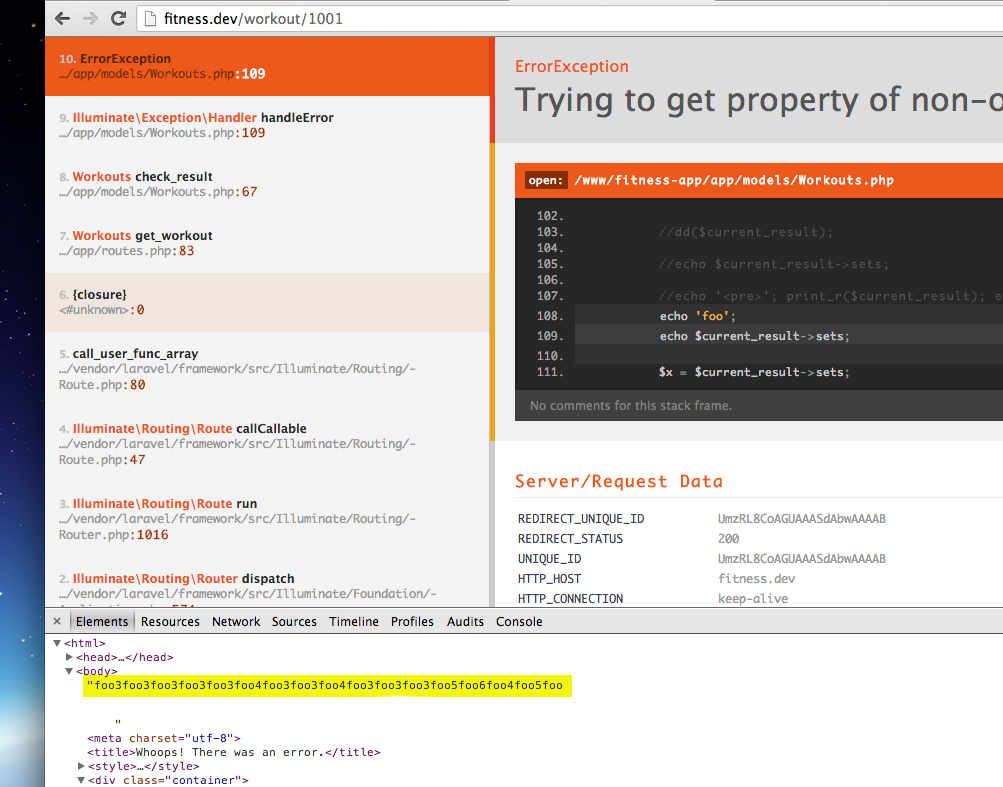 fitness.dev/workout/1001
10. ErrorException
…/app/models/Workouts.php:109
9. Illuminate\Exception\Handler handleError
…/app/models/Workouts.php:109
8. Workouts check_result
…/app/models/Workouts.php:67
7. Workouts get_workout
…/app/routes.php:83
6. {closure}
<#unknown>:0
5. call_user_func_array
…/vendor/laravel/framework/src/Illuminate/Routing/-
Route.php:80
4. Illuminate\Routing\Route callCallable
…/vendor/laravel/framework/src/Illuminate/Routing/-
Route.php:47
3. Illuminate\Routing\Route run
…/vendor/laravel/framework/src/Illuminate/Routing/-
Router.php:1016
2. Illuminate\Routing\Router dispatch
…/vendor/laravel/framework/src/Illuminate/Foundation/-
ErrorException
Trying to get property of non-o
open: /www/fitness-app/app/models/Workouts.php
102.
103. //dd($current_result);
104.
105. //echo $current_result->sets;
106.
107. //echo '<pre>'; print_r($current_result); e
108. echo 'foo';
109. echo $current_result->sets;
110.
111. $x = $current_result->sets;
No comments for this stack frame.
Server/Request Data
REDIRECT_UNIQUE_ID UmzRL8CoAGUAAASdAbwAAAAB
REDIRECT_STATUS 200
UNIQUE_ID UmzRL8CoAGUAAASdAbwAAAAB
HTTP_HOST fitness.dev
HTTP_CONNECTION keep-alive
× Elements Resources Network Sources Timeline Profiles Audits Console
▼<html>
▶<head>…</head>
▼<body>
"foo3foo3foo3foo3foo3foo4foo3foo3foo4foo3foo3foo3foo5foo6foo4foo5foo
"
<meta charset="utf-8">
<title>Whoops! There was an error.</title>
▶<style>…</style>
▼<div class="container">